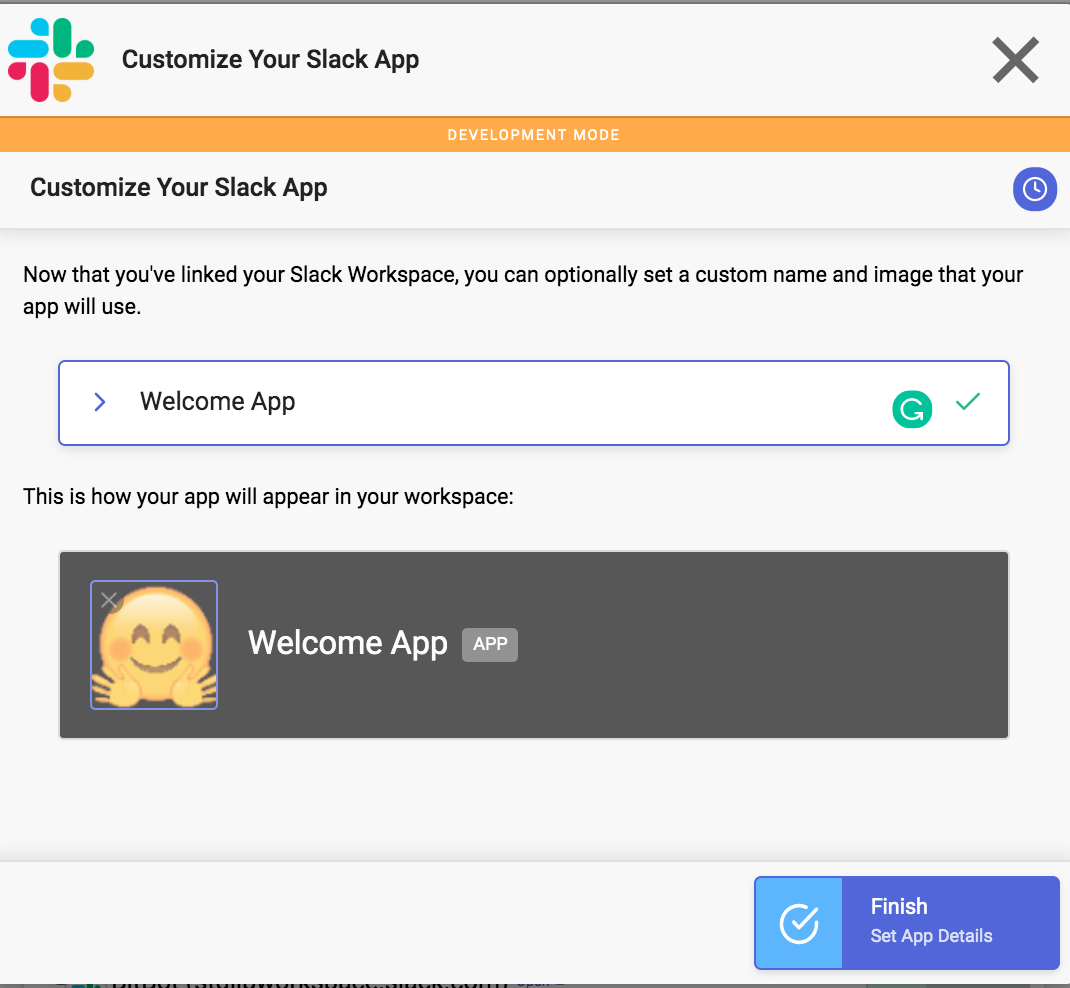 Customize Your Slack App
DEVELOPMENT MODE
Customize Your Slack App
Now that you've linked your Slack Workspace, you can optionally set a custom name and image that your
app will use.
Welcome App
This is how your app will appear in your workspace:
Welcome App APP
Finish
Set App Details